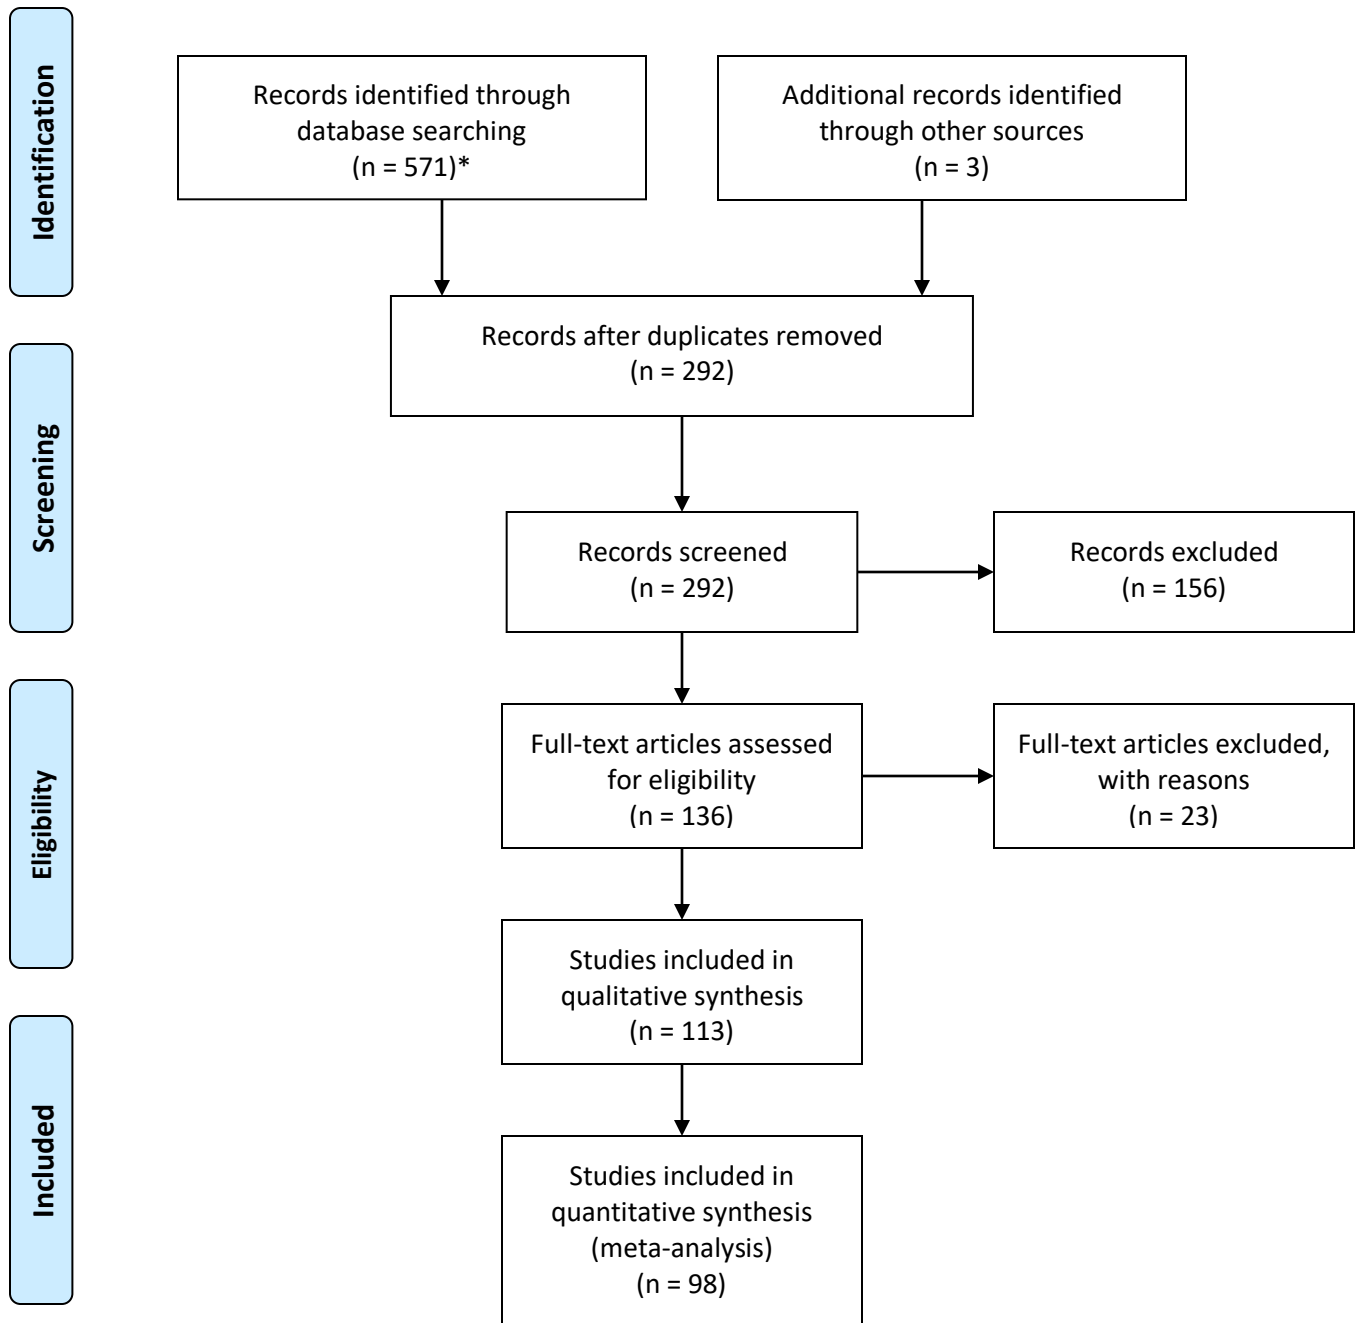 Identification
Records identified through
database searching
(n = 571)*
Additional records identified
through other sources
(n = 3)
Records after duplicates removed
(n = 292)
Screening
Records screened
(n = 292)
Records excluded
(n = 156)
Eligibility
Full-text articles assessed
for eligibility
(n = 136)
Full-text articles excluded,
with reasons
(n = 23)
Studies included in
qualitative synthesis
(n = 113)
Included
Studies included in
quantitative synthesis
(meta-analysis)
(n = 98)